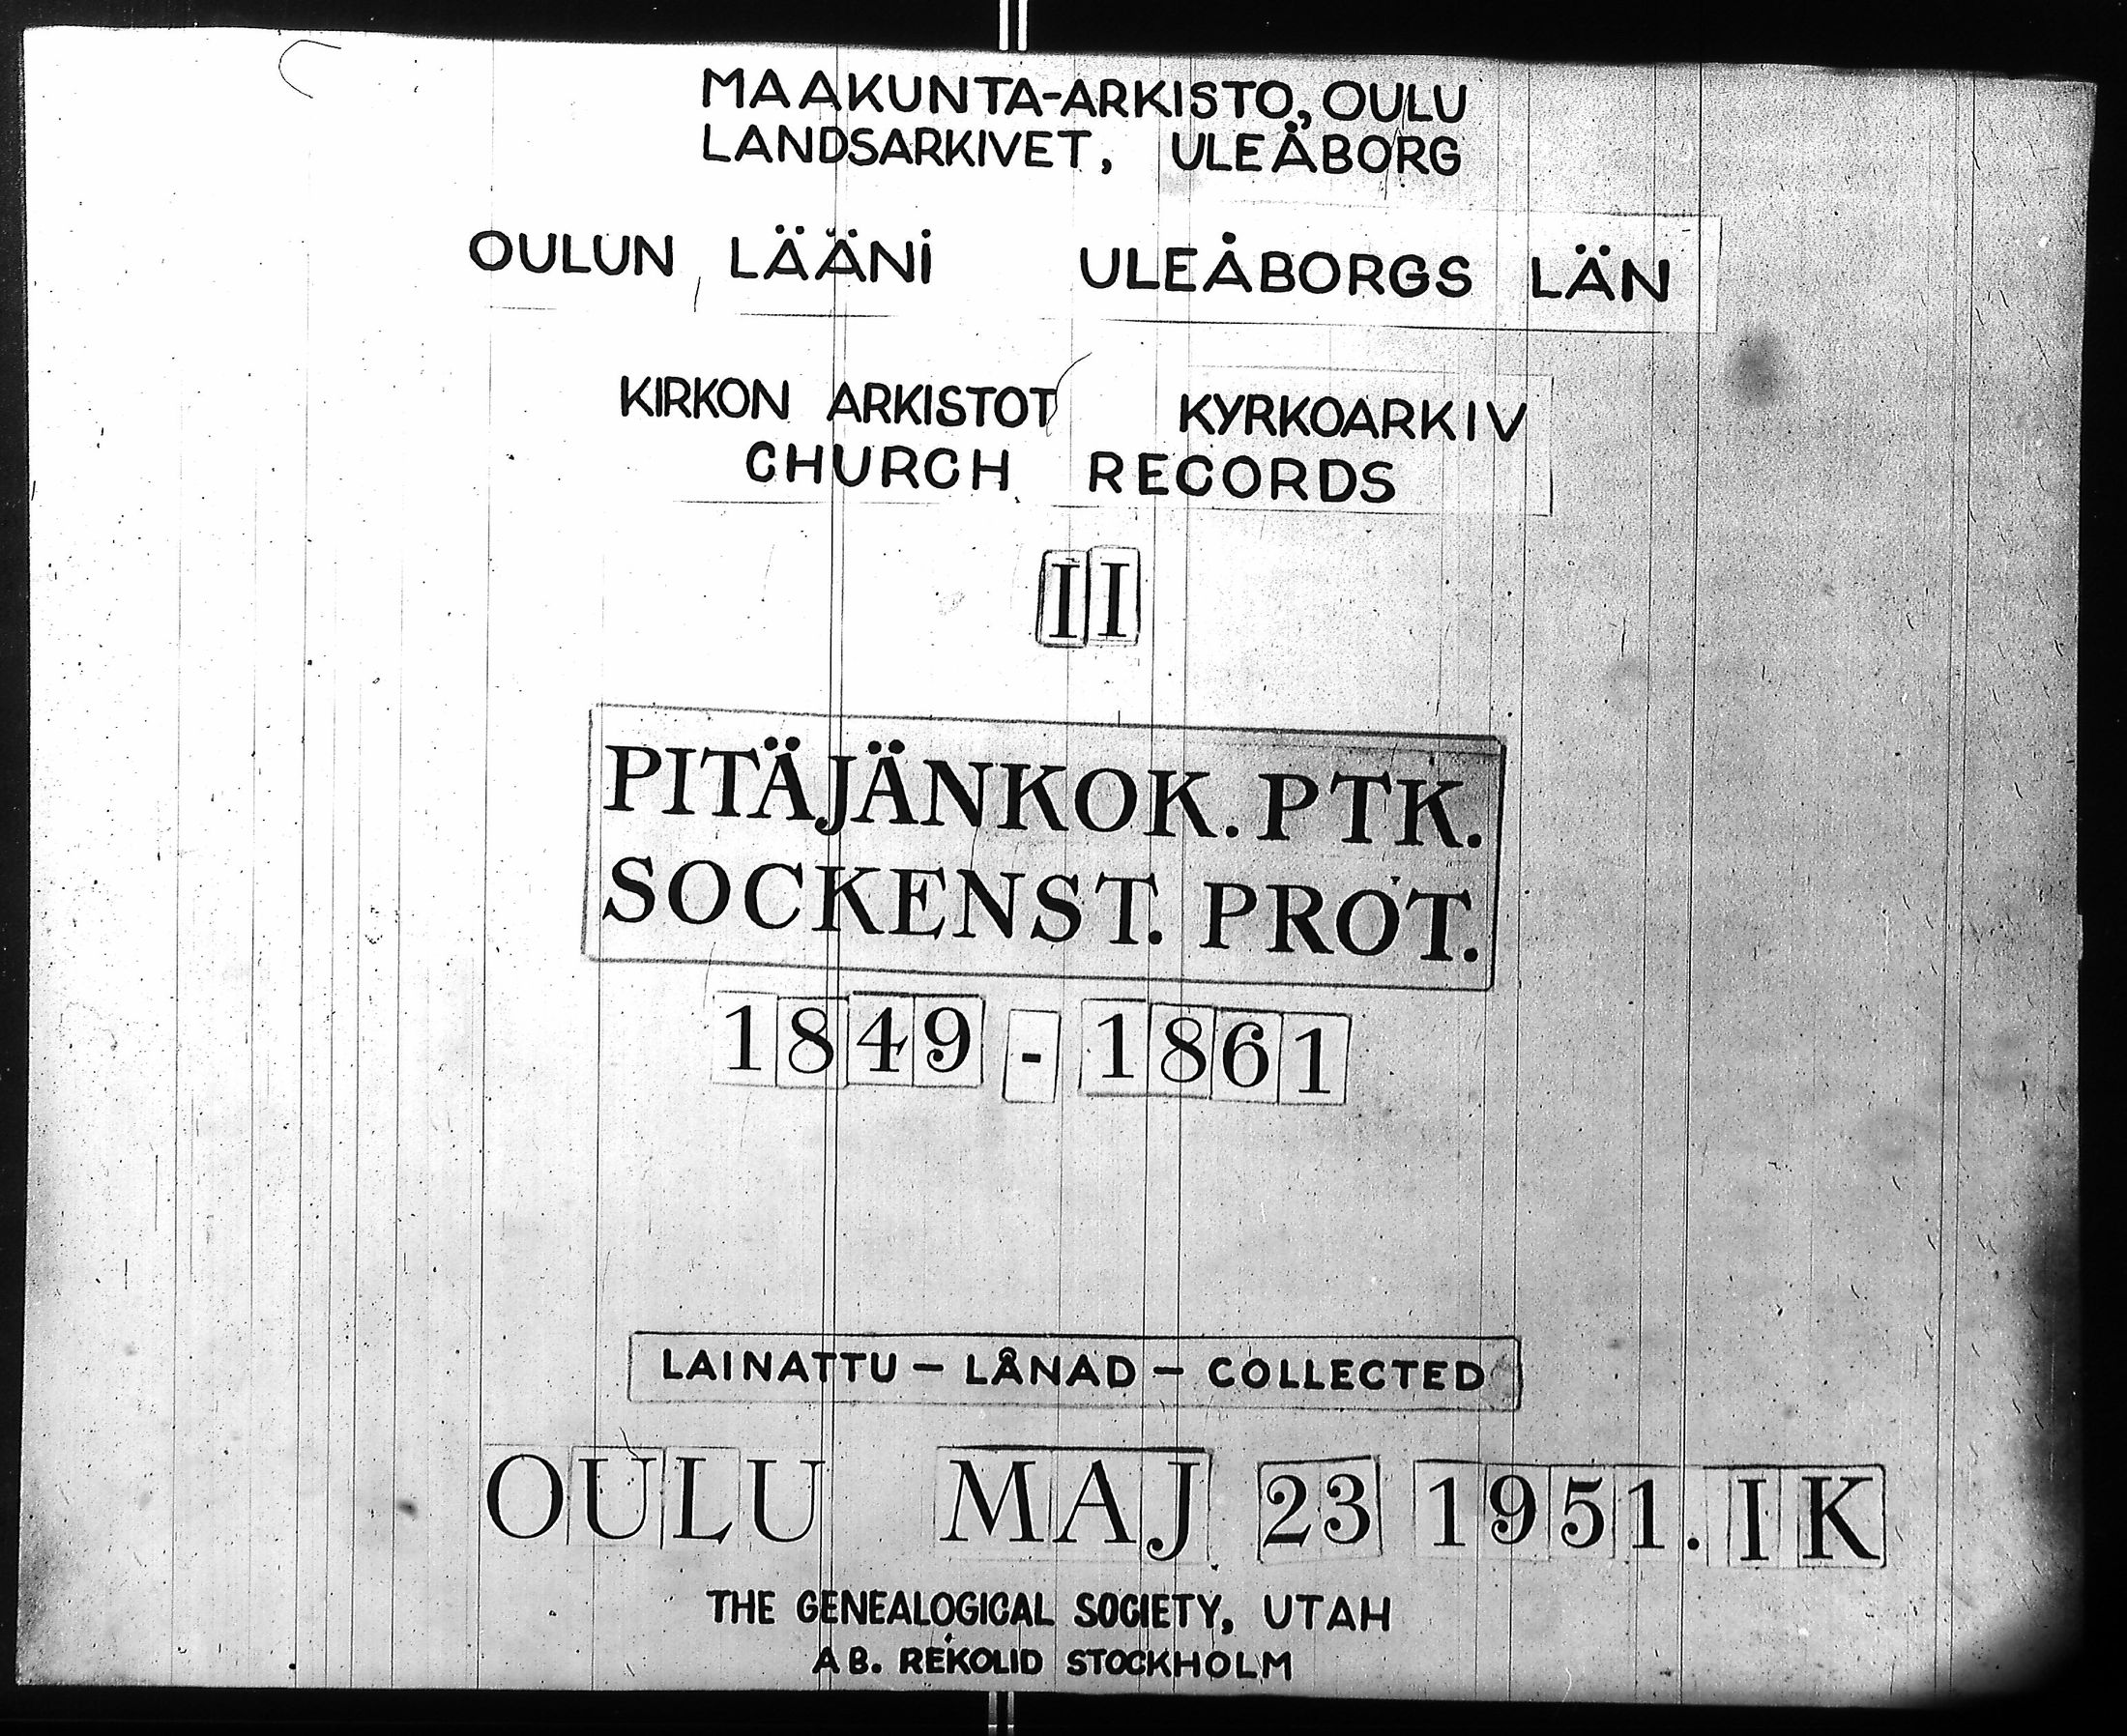 MAAKUNTA-ARKISTO, OULU
LANDSARKIVET, ULEÅBORG
OULUN LÄÄNI ULEÅBORGS LÄN
KIRKON ARKISTOT KYRKOARKIV
CHURCH RECORDS
II
PITÄJÄNKOK. PTK.
SOCKENST. PROT.
1849 - 1861
LAINATTU – LÅNAD – COLLECTED
OULU MAJ 23 1951. IK
THE GENEALOGICAL SOCIETY, UTAH
AB. REKOLID STOCKHOLM